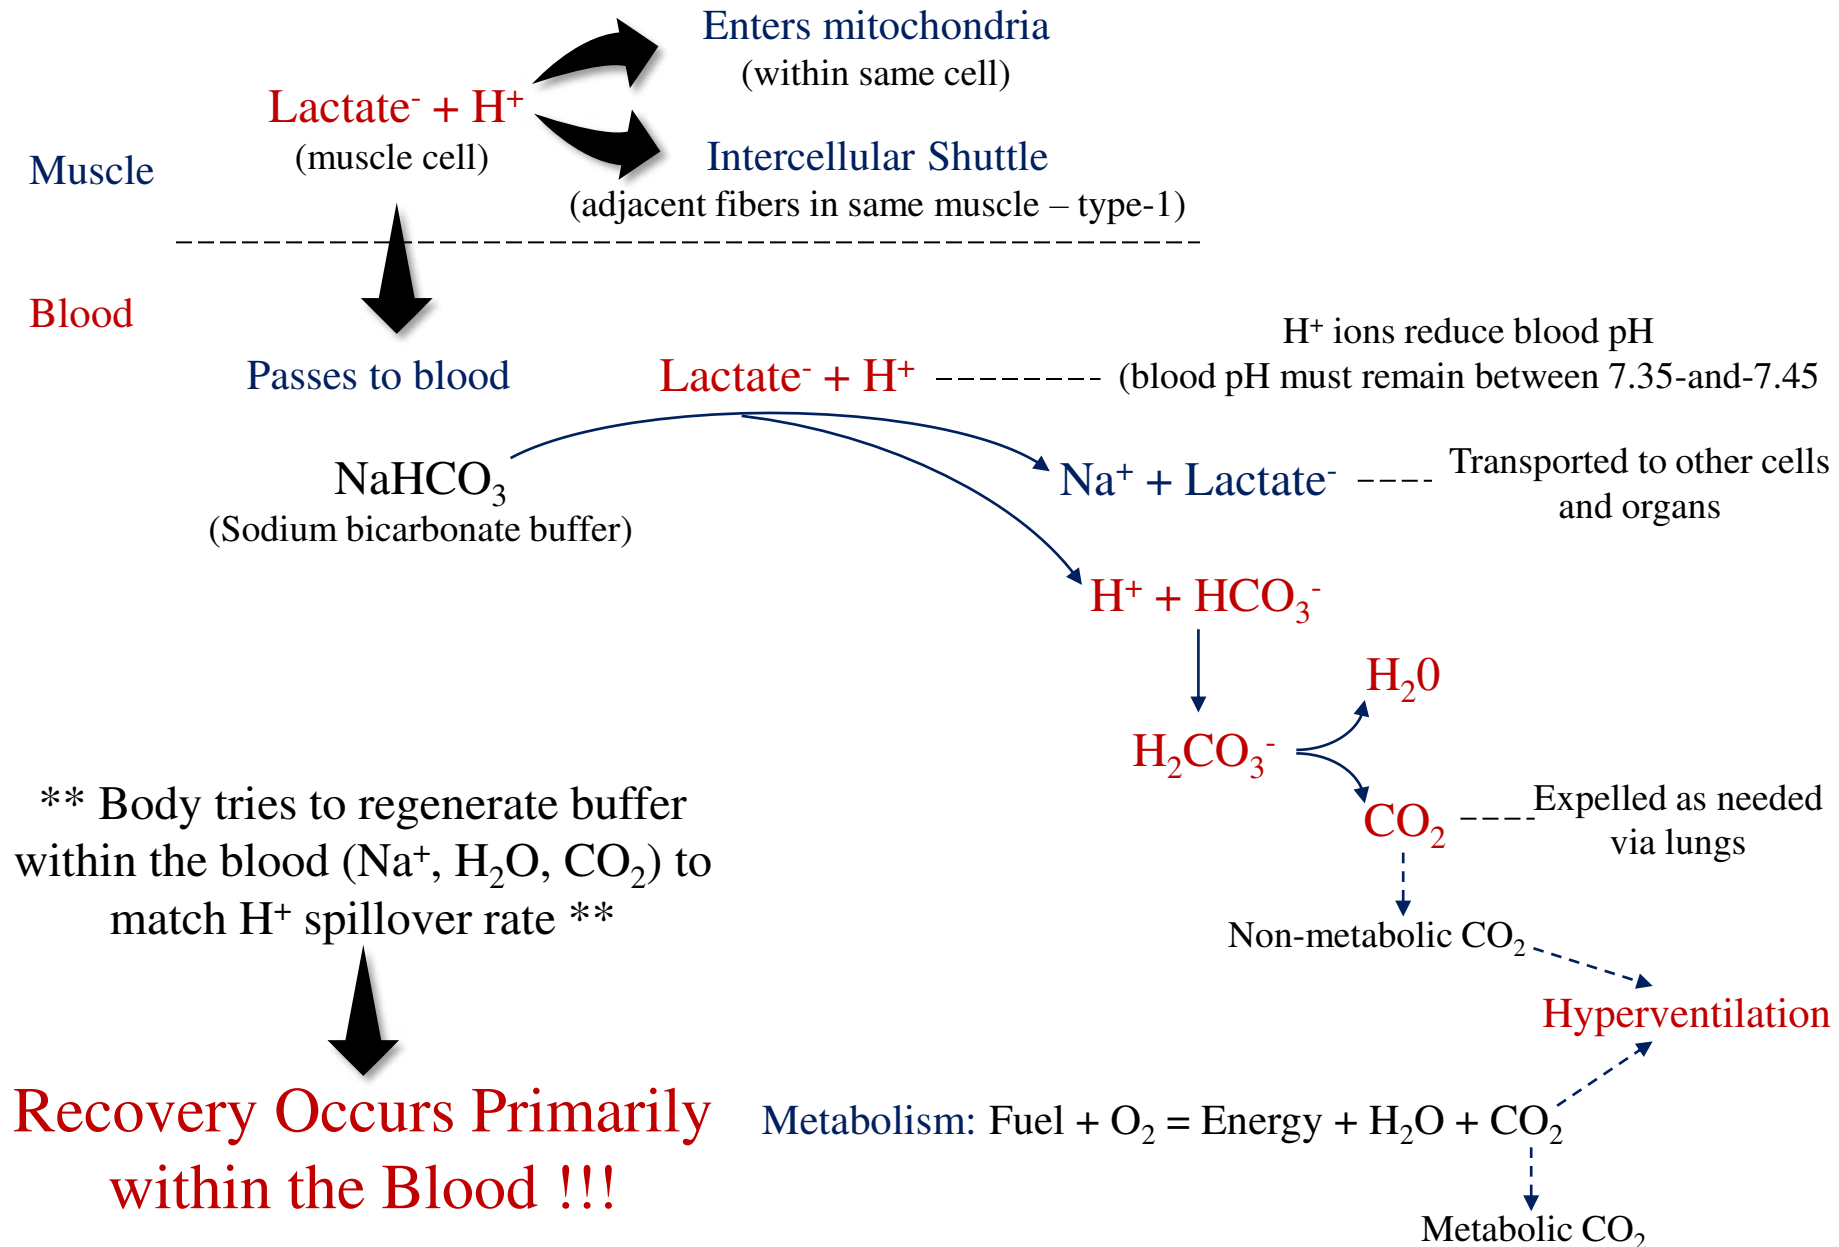 Enters mitochondria
(within same cell)
Lactate⁻ + H⁺
(muscle cell)
Intercellular Shuttle
(adjacent fibers in same muscle – type-1)
Muscle
Blood
Passes to blood
Lactate⁻ + H⁺
H⁺ ions reduce blood pH
(blood pH must remain between 7.35-and-7.45
NaHCO₃
(Sodium bicarbonate buffer)
Na⁺ + Lactate⁻
Transported to other cells
and organs
H⁺ + HCO₃⁻
H₂0
H₂CO₃⁻
CO₂
Expelled as needed
via lungs
** Body tries to regenerate buffer
within the blood (Na⁺, H₂O, CO₂) to
match H⁺ spillover rate **
Non-metabolic CO₂
Hyperventilation
Recovery Occurs Primarily
within the Blood !!!
Metabolism: Fuel + O₂ = Energy + H₂O + CO₂
Metabolic CO₂